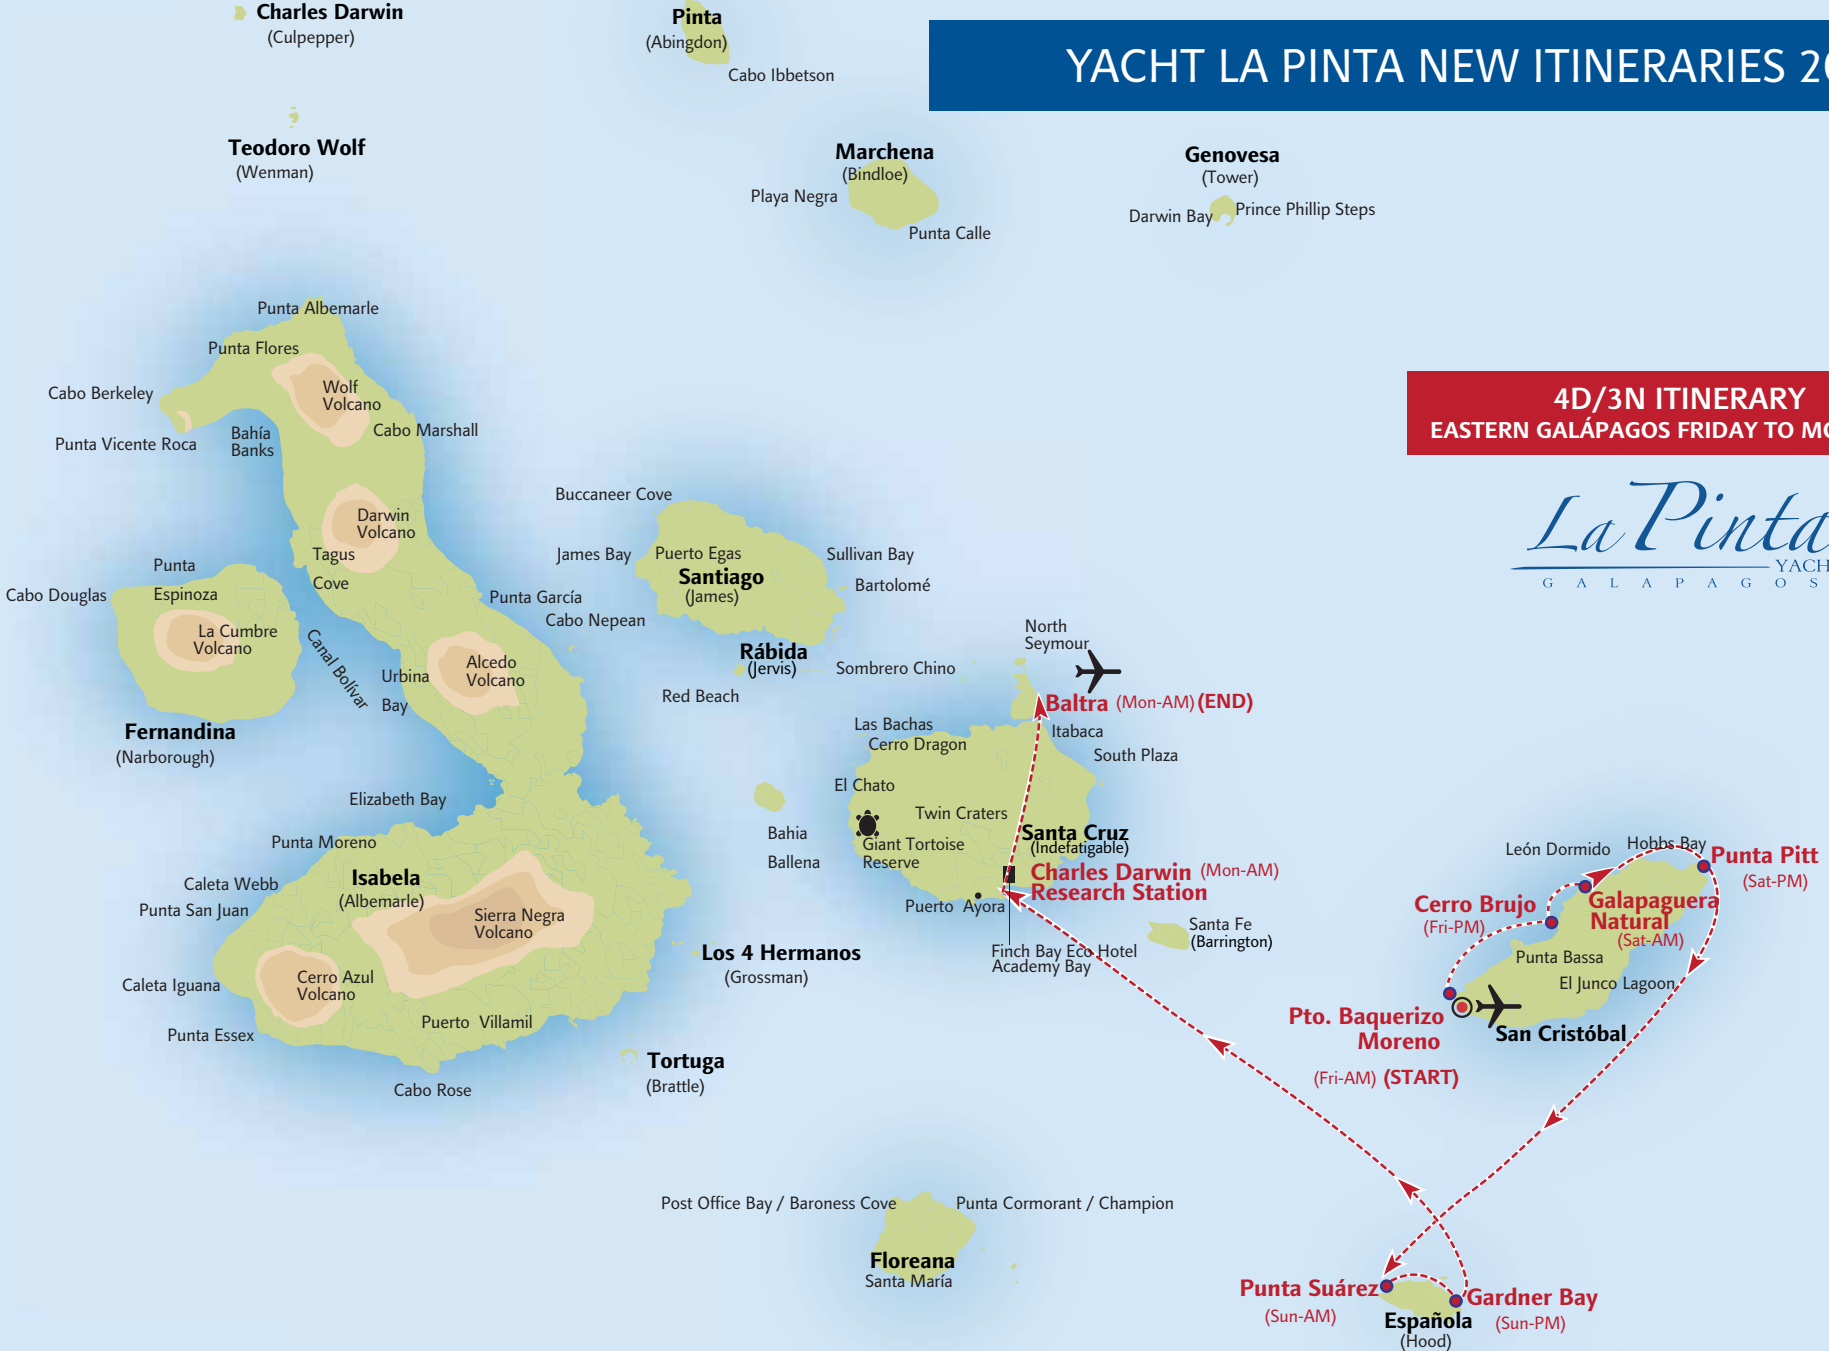 Charles Darwin
(Culpepper)
Pinta
(Abingdon)
Cabo Ibbetson
YACHT LA PINTA NEW ITINERARIES
Teodoro Wolf
(Wenman)
Marchena
(Bindloe)
Playa Negra
Punta Calle
Genovesa
(Tower)
Darwin Bay
Prince Phillip Steps
Punta Albemarle
Punta Flores
Cabo Berkeley
Wolf
Volcano
Punta Vicente Roca
Bahía
Banks
Cabo Marshall
4D/3N ITINERARY
EASTERN GALÁPAGOS FRIDAY TO
La Pinta
GALAPAGOS
Darwin
Volcano
Tagus
Cove
Buccaneer Cove
James Bay
Puerto Egas
Santiago
(James)
Sullivan Bay
Bartolomé
Punta
Espinoza
Cabo Douglas
La Cumbre
Volcano
Canal Bolívar
Fernandina
(Narborough)
Punta García
Cabo Nepean
Alcedo
Volcano
Urbina
Bay
Rábida
(Jervis)
Red Beach
Sombrero Chino
North
Seymour
Baltra (Mon-AM) (END)
Itabaca
South Plaza
Las Bachas
Cerro Dragon
El Chato
Twin Craters
Giant Tortoise
Reserve
Santa Cruz
(Indefatigable)
Charles Darwin (Mon-AM)
Research Station
Puerto Ayora
Finch Bay Eco Hotel
Academy Bay
Bahia
Ballena
Santa Fe
(Barrington)
Elizabeth Bay
Punta Moreno
Caleta Webb
Punta San Juan
Isabela
(Albemarle)
Sierra Negra
Volcano
Cerro Azul
Volcano
Caleta Iguana
Punta Essex
Puerto Villamil
Cabo Rose
Los 4 Hermanos
(Grossman)
Tortuga
(Brattle)
León Dormido
Hobbs Bay
Punta Pitt
(Sat-PM)
Cerro Brujo
(Fri-PM)
Galapaguera
Natural
(Sat-AM)
Punta Bassa
El Junco Lagoon
Pto. Baquerizo
Moreno
(Fri-AM) (START)
San Cristóbal
Post Office Bay / Baroness Cove
Punta Cormorant / Champion
Floreana
Santa María
Punta Suárez
(Sun-AM)
Gardner Bay
(Sun-PM)
Española
(Hood)